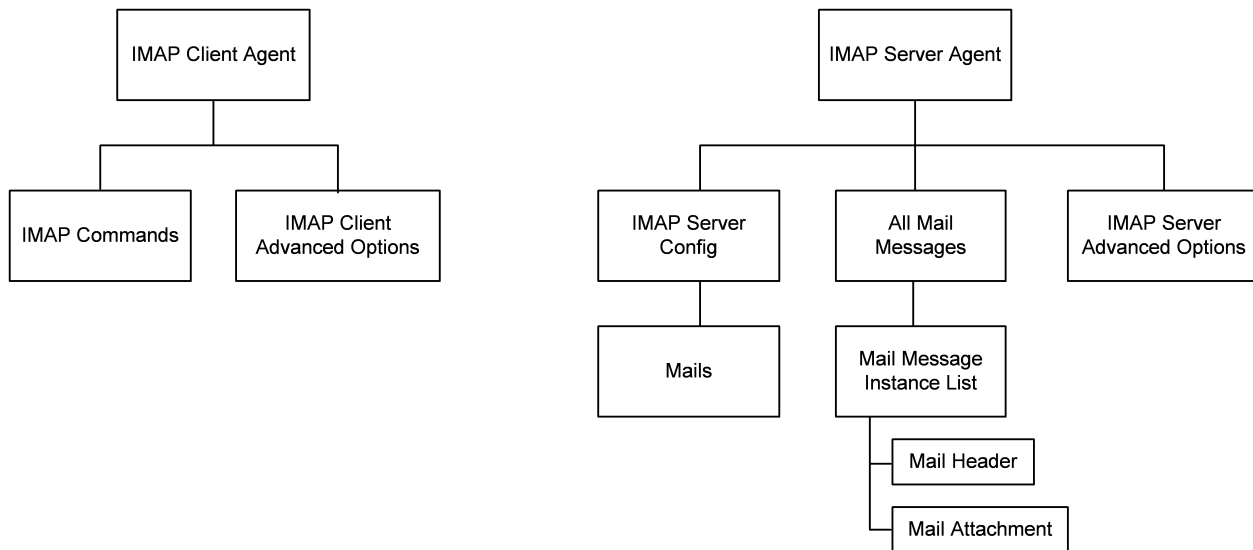 IMAP Client Agent
IMAP Server Agent
IMAP Commands
IMAP Client
Advanced Options
IMAP Server
Config
All Mail
Messages
IMAP Server
Advanced Options
Mails
Mail Message
Instance List
Mail Header
Mail Attachment